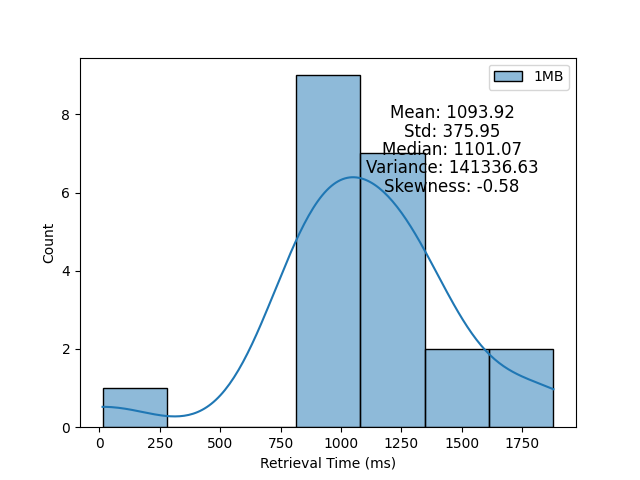 1MB
Mean: 1093.92
Std: 375.95
Median: 1101.07
Variance: 141336.63
Skewness: -0.58
8
6
4
2
0
Count
0 250 500 750 1000 1250 1500 1750
Retrieval Time (ms)